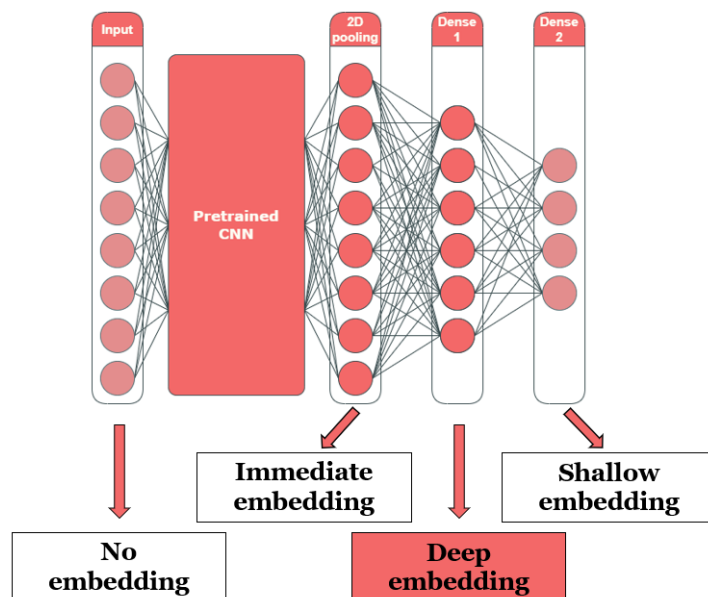 Input
2D
pooling
Dense
1
Dense
2
Pretrained
CNN
Immediate
embedding
Shallow
embedding
No
embedding
Deep
embedding